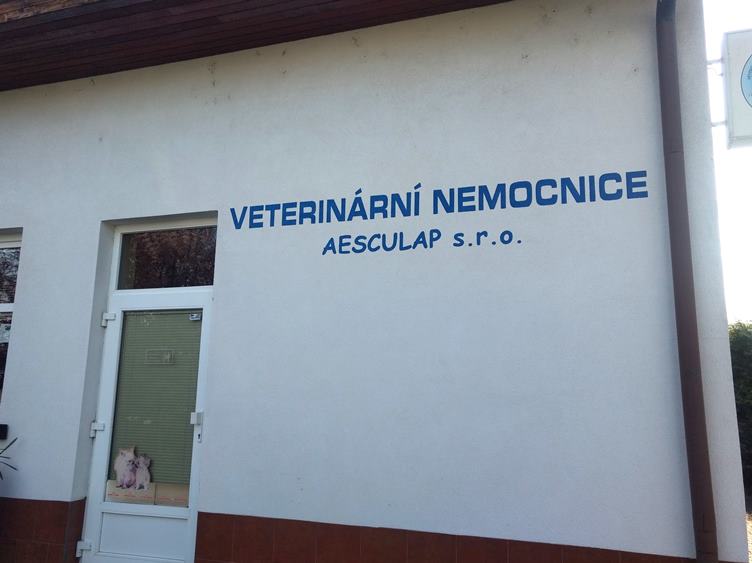 VETERINÁRNÍ NEMOCNICE
AESCULAP s.r.o.